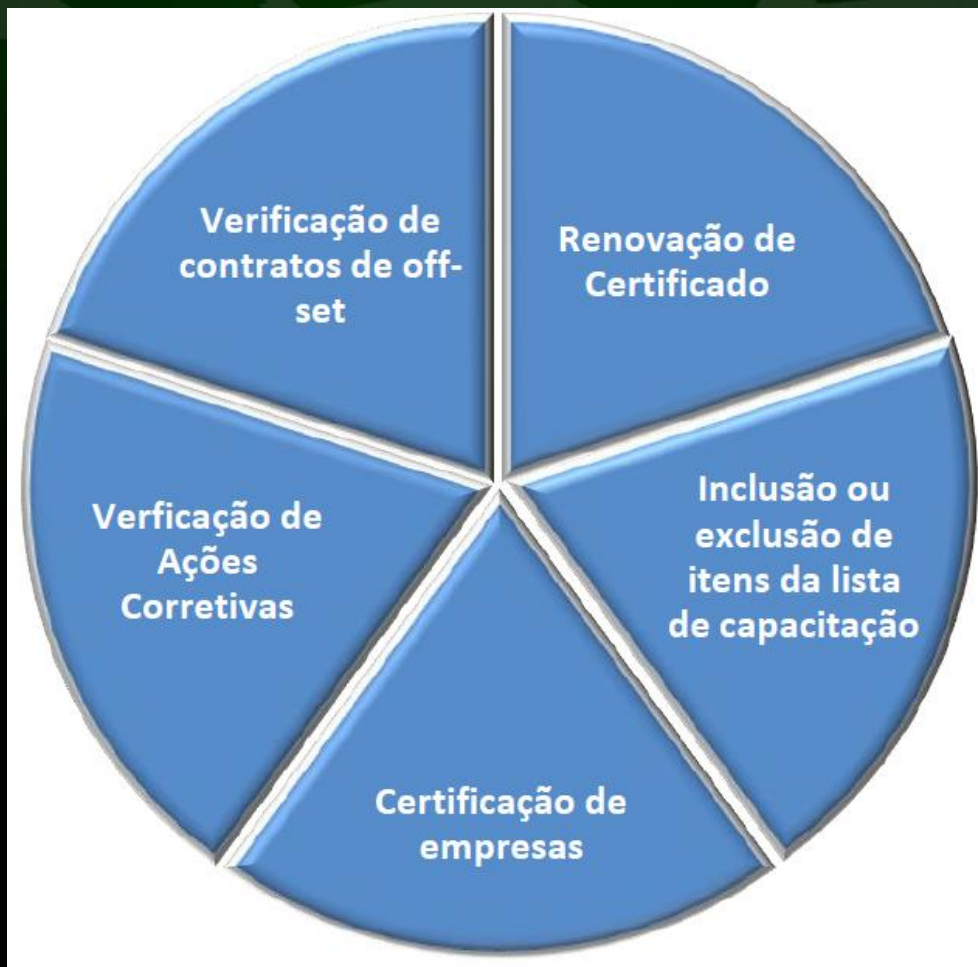 Verificação de
contratos de off-
set
Renovação de
Certificado
Inclusão ou
exclusão de
itens da lista
de capacitação
Certificação de
empresas
Verficação de
Ações
Corretivas